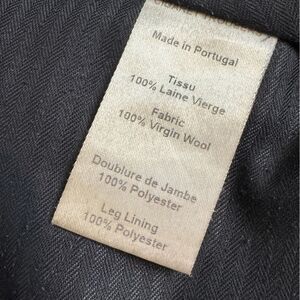 Made in Portugal
Tissu
100% Laine Vierge
Fabric
100% Virgin Wool
Doublure de Jambe
100% Polyester
Leg Lining
100% Polyester